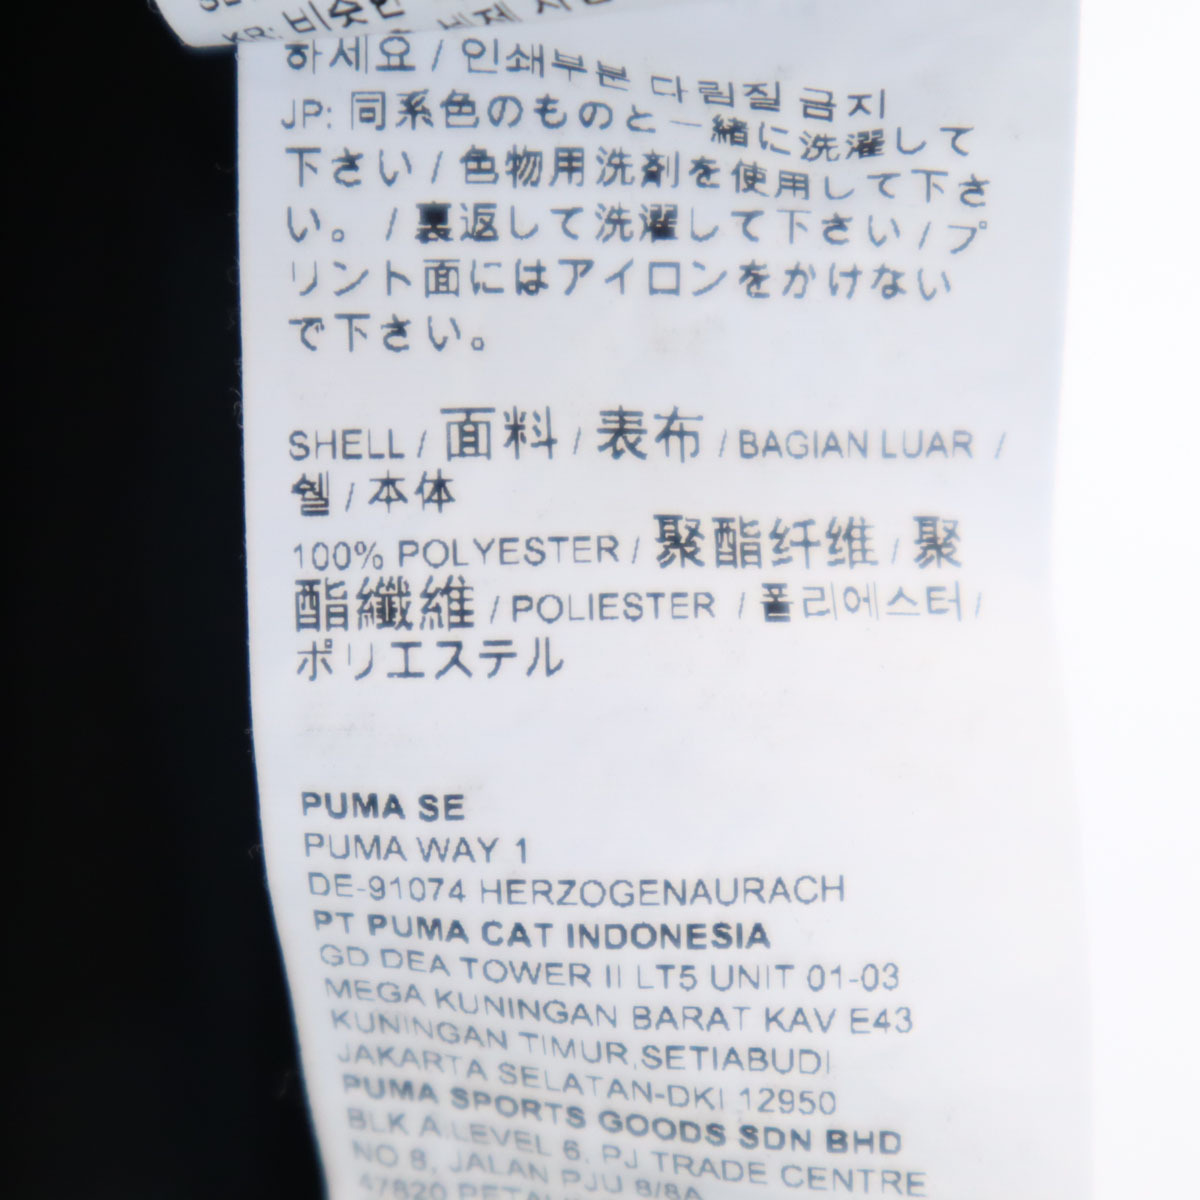 KR: 비슷한
하세요 / 인쇄부분 다림질 금지
JP: 同系色のものと一緒に洗濯して
下さい / 色物用洗剤を使用して下さ
い。 / 裏返して洗濯して下さい / プ
リント面にはアイロンをかけない
で下さい。
SHELL / 面料 / 表布 / BAGIAN LUAR /
쉘 / 本体
100% POLYESTER / 聚酯纤维 / 聚
酯纖維 / POLIESTER / 폴리에스터 /
ポリエステル
PUMA SE
PUMA WAY 1
DE-91074 HERZOGENAURACH
PT PUMA CAT INDONESIA
GD DEA TOWER II LT5 UNIT 01-03
MEGA KUNINGAN BARAT KAV E43
KUNINGAN TIMUR,SETIABUDI
JAKARTA SELATAN-DKI 12950
PUMA SPORTS GOODS SDN BHD
BLK A LEVEL 6, PJ TRADE CENTRE
NO 8, JALAN PJU 8/8A
47820